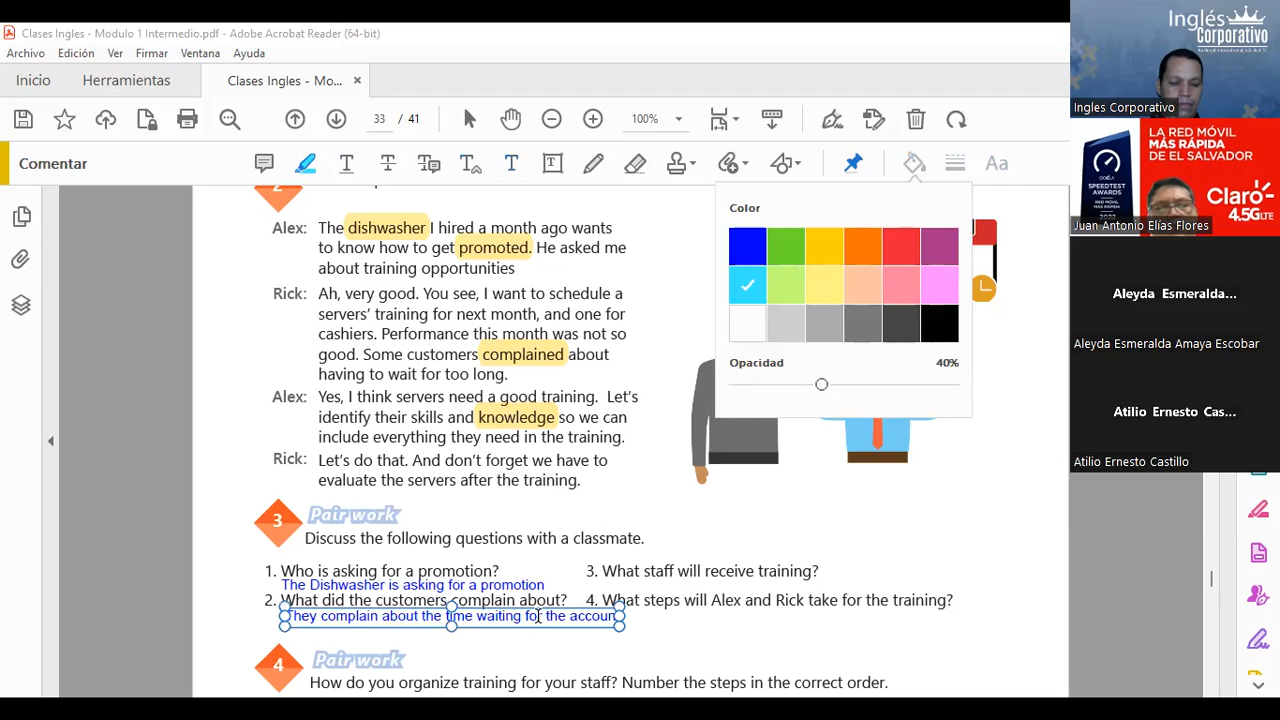 Clases Ingles - Modulo 1 Intermedio.pdf - Adobe Acrobat Reader (64-bit)
Archivo Edición Ver Firmar Ventana Ayuda
Inicio Herramientas Clases Ingles - Mo... ×
33 / 41 100%
Comentar
Aa
Color
Opacidad 40%
Alex: The dishwasher I hired a month ago wants
to know how to get promoted. He asked me
about training opportunities
Rick: Ah, very good. You see, I want to schedule a
servers’ training for next month, and one for
cashiers. Performance this month was not so
good. Some customers complained about
having to wait for too long.
Alex: Yes, I think servers need a good training. Let’s
identify their skills and knowledge so we can
include everything they need in the training.
Rick: Let’s do that. And don’t forget we have to
evaluate the servers after the training.
3 Pair work
Discuss the following questions with a classmate.
1. Who is asking for a promotion? 3. What staff will receive training?
The Dishwasher is asking for a promotion
2. What did the customers complain about? 4. What steps will Alex and Rick take for the training?
They complain about the time waiting for the accoun
4 Pair work
How do you organize training for your staff? Number the steps in the correct order.
Inglés
Corporativo
Ingles Corporativo
SPEEDTEST
AWARDS
LA RED MÓVIL
MÁS RÁPIDA
DE EL SALVADOR
Claro
4.5GLTE
Juan Antonio Elías Flores
Aleyda Esmeralda...
Aleyda Esmeralda Amaya Escobar
Atilio Ernesto Cas...
Atilio Ernesto Castillo